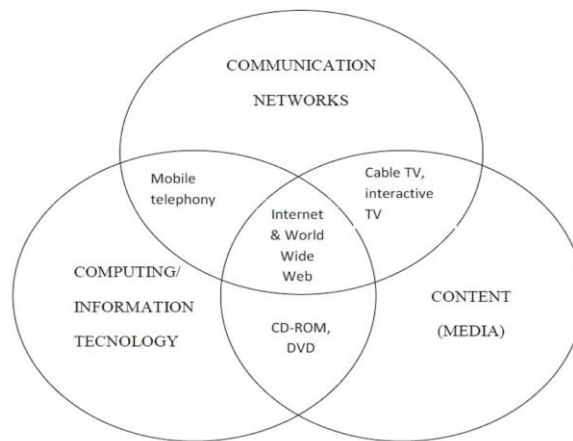 COMMUNICATION
NETWORKS
Mobile
telephony
Cable TV,
interactive
TV
Internet
& World
Wide
Web
COMPUTING/
INFORMATION
TECNOLOGY
CONTENT
(MEDIA)
CD-ROM,
DVD